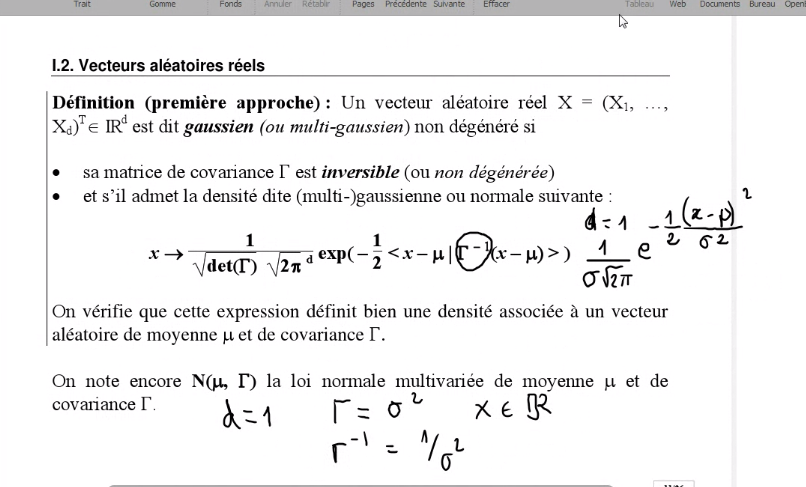 Trait Gomme Fonds Annuler Rétablir Pages Précédente Suivante Effacer Tableau Web Documents Bureau
I.2. Vecteurs aléatoires réels
Définition (première approche) : Un vecteur aléatoire réel X = (X₁, …,
X_d)ᵀ ∈ ℝᵈ est dit gaussien (ou multi-gaussien) non dégénéré si
• sa matrice de covariance Γ est inversible (ou non dégénérée)
• et s’il admet la densité dite (multi-)gaussienne ou normale suivante :
d = 1
x → 1 / (√det(Γ) √2π ᵈ) exp(− 1/2 < x − μ | Γ⁻¹(x − μ) >) 1/(σ√2π) e^(− 1/2 (x − μ)²/σ²)
On vérifie que cette expression définit bien une densité associée à un vecteur
aléatoire de moyenne μ et de covariance Γ.
On note encore N(μ, Γ) la loi normale multivariée de moyenne μ et de
covariance Γ.
d = 1 Γ = σ² x ∈ ℝ
Γ⁻¹ = 1/σ²